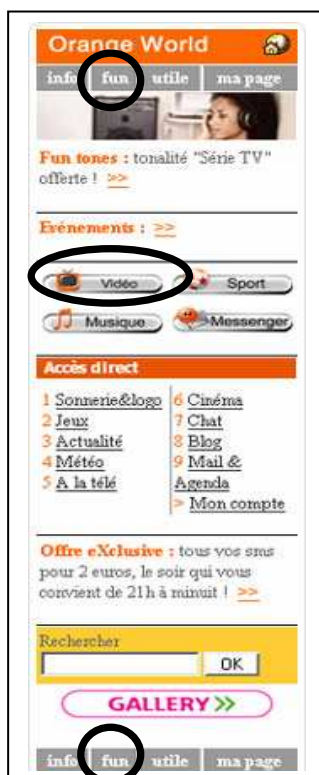 Orange World
info fun utile ma page
Fun tones : tonalité "Série TV"
offerte ! >>
Evénements : >>
Vidéo Sport
Musique Messenger
Accès direct
1 Sonnerie&logo
2 Jeux
3 Actualité
4 Météo
5 A la télé
6 Cinéma
7 Chat
8 Blog
9 Mail &
Agenda
> Mon compte
Offre eXclusive : tous vos sms
pour 2 euros, le soir qui vous
convient de 21h à minuit ! >>
Rechercher
OK
GALLERY >>
info fun utile ma page